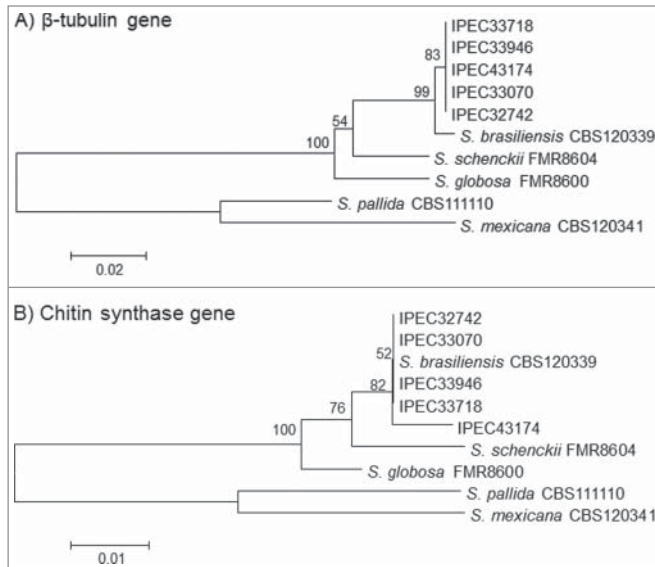 A) β-tubulin gene
IPEC33718
IPEC33946
83
IPEC43174
IPEC33070
99
IPEC32742
54
S. brasiliensis CBS120339
100
S. schenckii FMR8604
S. globosa FMR8600
S. pallida CBS111110
S. mexicana CBS120341
0.02
B) Chitin synthase gene
IPEC32742
IPEC33070
52
S. brasiliensis CBS120339
82
IPEC33946
76
IPEC33718
100
IPEC43174
S. schenckii FMR8604
S. globosa FMR8600
S. pallida CBS111110
S. mexicana CBS120341
0.01